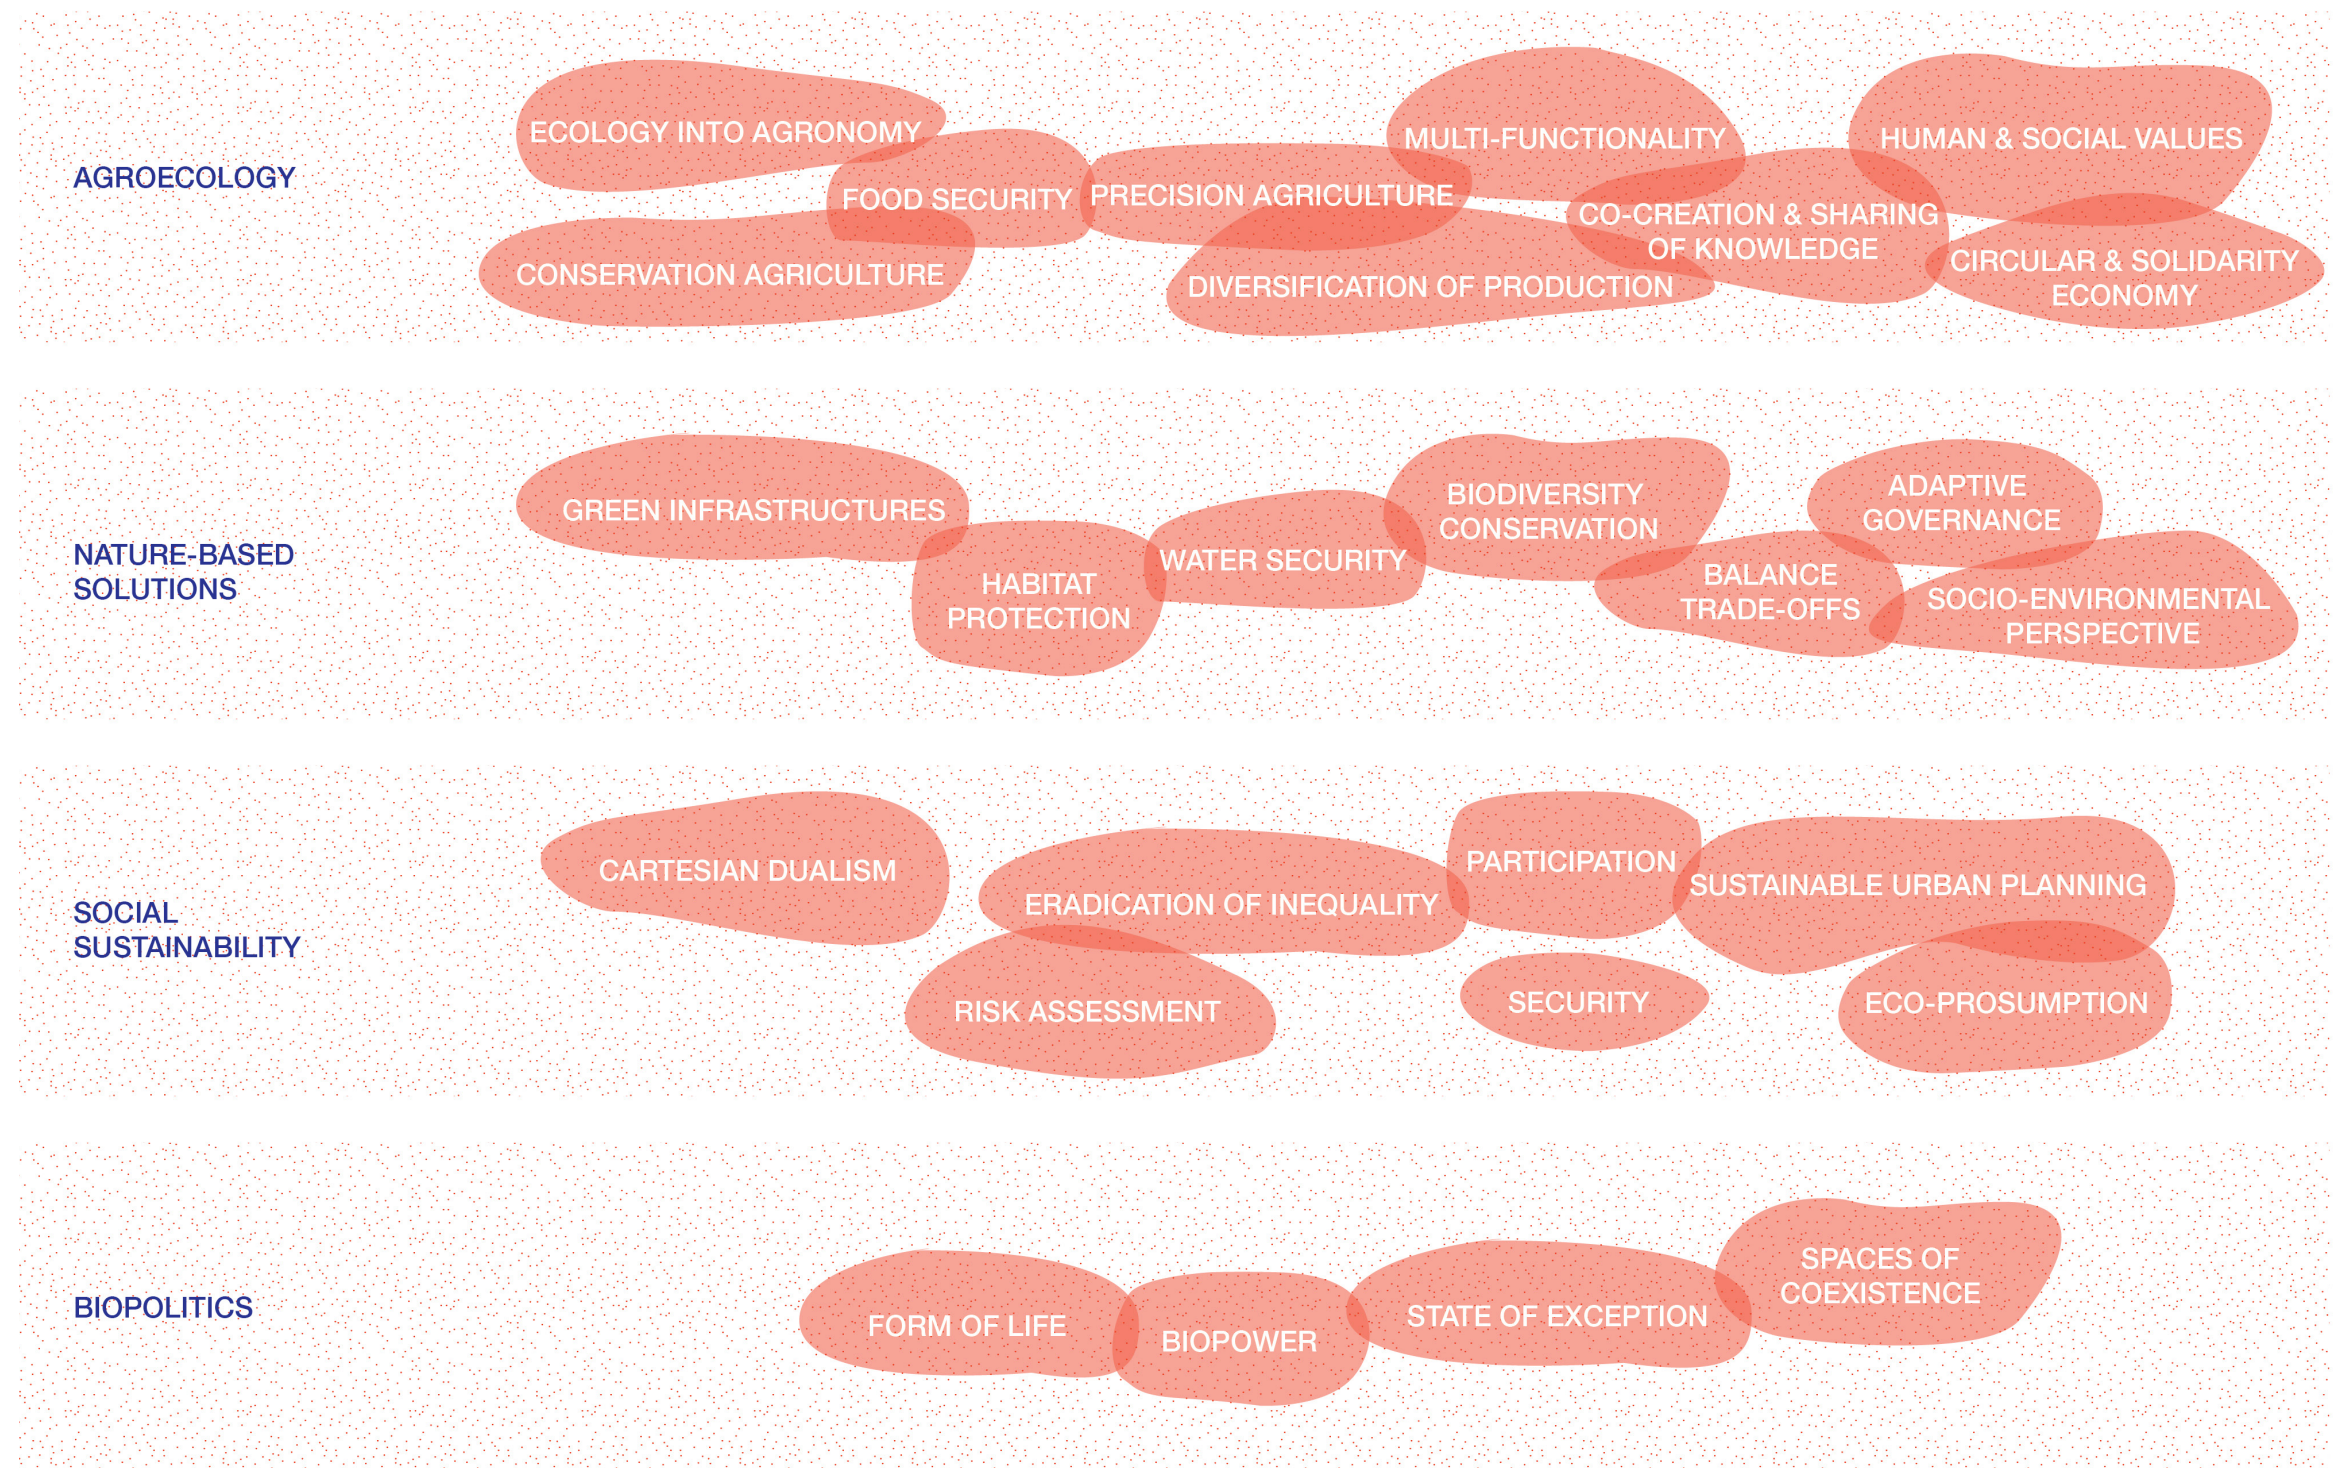 AGROECOLOGY
ECOLOGY INTO AGRONOMY
FOOD SECURITY
CONSERVATION AGRICULTURE
PRECISION AGRICULTURE
MULTI-FUNCTIONALITY
DIVERSIFICATION OF PRODUCTION
CO-CREATION & SHARING
OF KNOWLEDGE
HUMAN & SOCIAL VALUES
CIRCULAR & SOLIDARITY
ECONOMY
NATURE-BASED
SOLUTIONS
GREEN INFRASTRUCTURES
HABITAT
PROTECTION
WATER SECURITY
BIODIVERSITY
CONSERVATION
BALANCE
TRADE-OFFS
ADAPTIVE
GOVERNANCE
SOCIO-ENVIRONMENTAL
PERSPECTIVE
SOCIAL
SUSTAINABILITY
CARTESIAN DUALISM
ERADICATION OF INEQUALITY
RISK ASSESSMENT
PARTICIPATION
SECURITY
SUSTAINABLE URBAN PLANNING
ECO-PROSUMPTION
BIOPOLITICS
FORM OF LIFE
BIOPOWER
STATE OF EXCEPTION
SPACES OF
COEXISTENCE